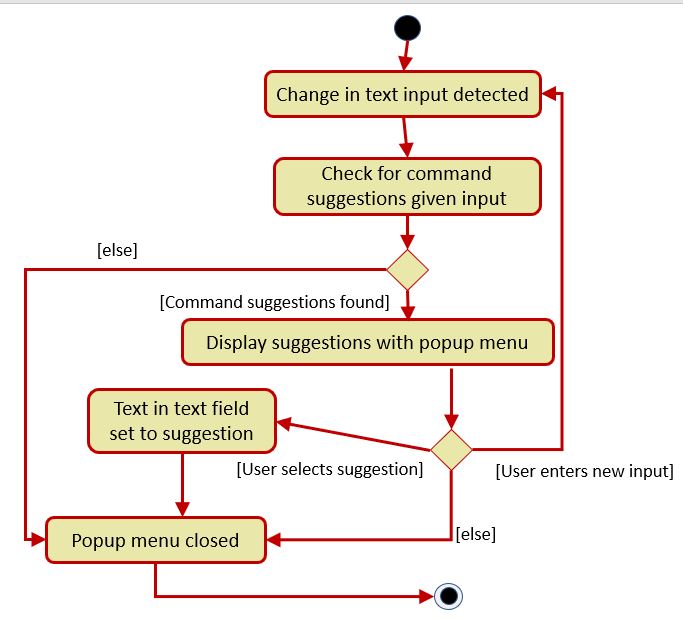 Change in text input detected
Check for command
suggestions given input
[else]
[Command suggestions found]
Display suggestions with popup menu
Text in text field
set to suggestion
[User selects suggestion]
[User enters new input]
[else]
Popup menu closed